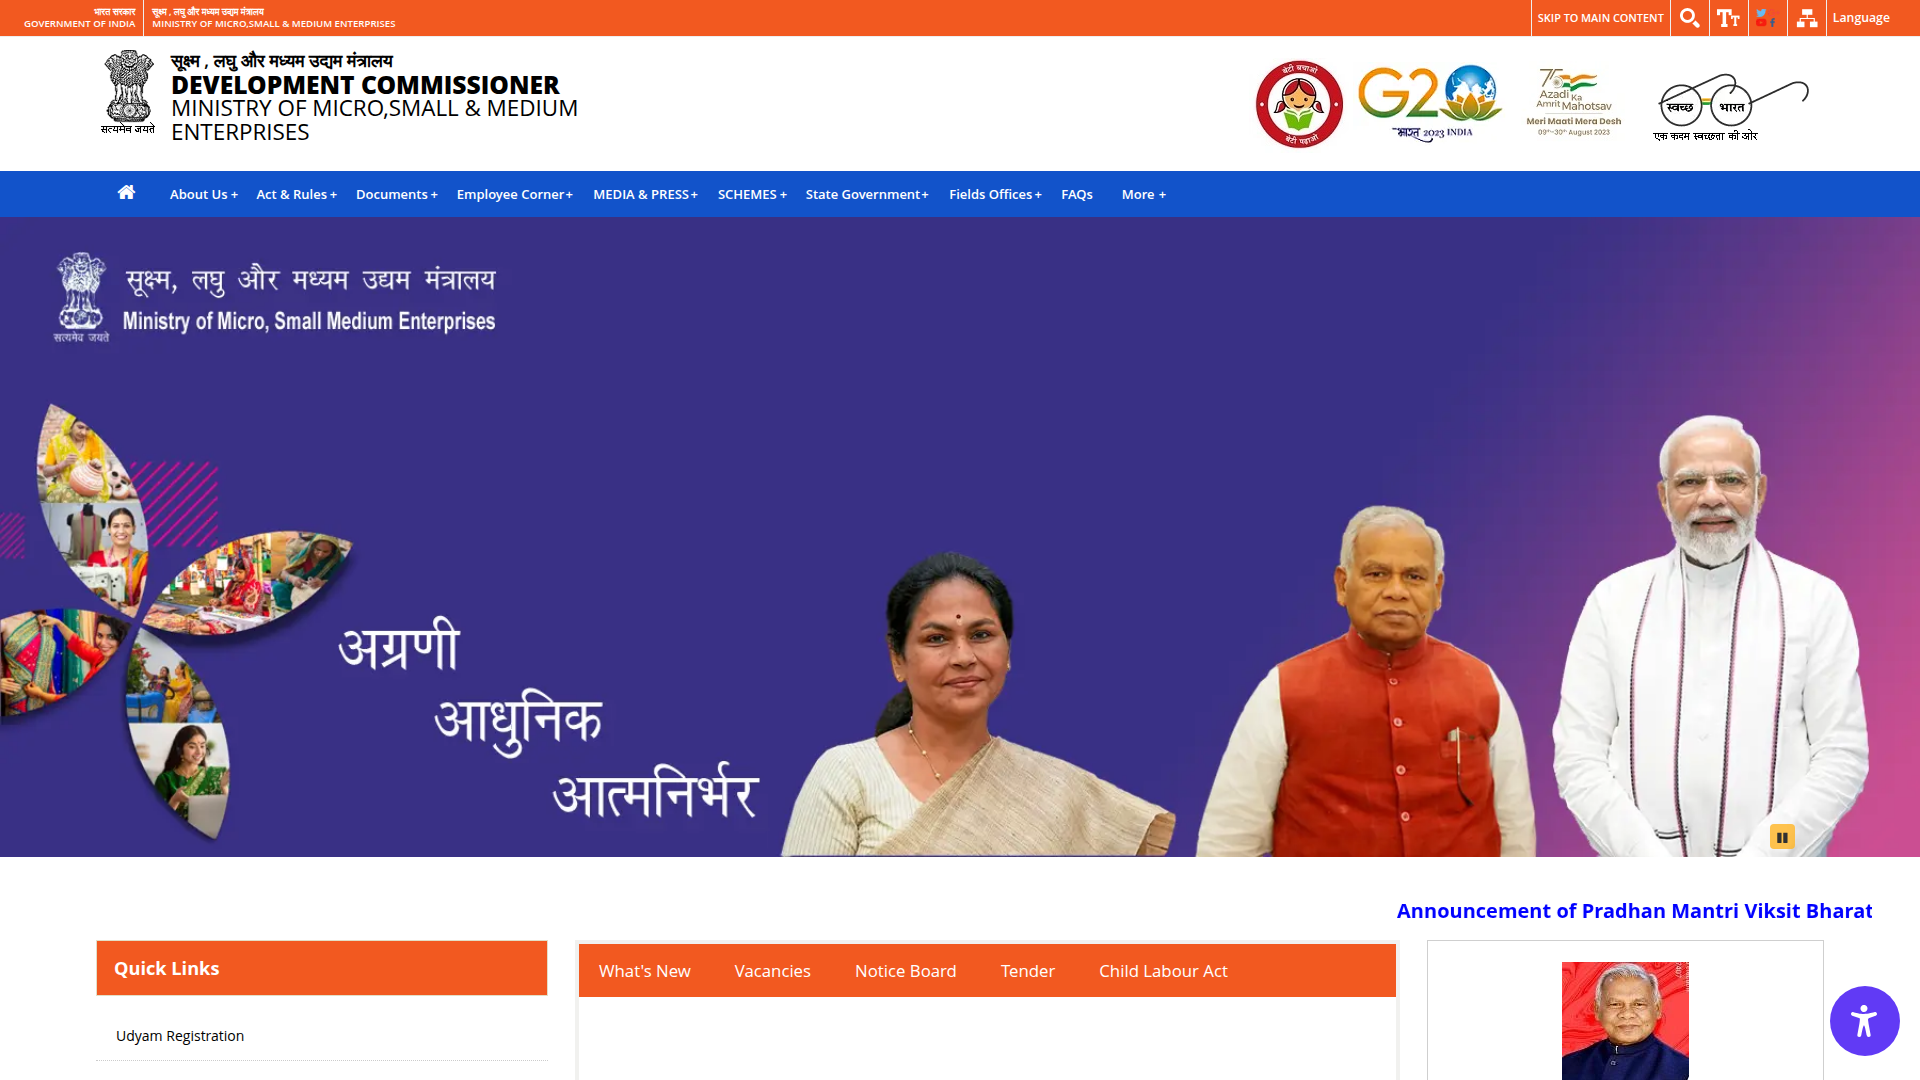 भारत सरकार
GOVERNMENT OF INDIA
सूक्ष्म , लघु और मध्यम उद्यम मंत्रालय
MINISTRY OF MICRO,SMALL & MEDIUM ENTERPRISES
SKIP TO MAIN CONTENT
Language
सत्यमेव जयते
सूक्ष्म , लघु और मध्यम उद्यम मंत्रालय
DEVELOPMENT COMMISSIONER
MINISTRY OF MICRO,SMALL & MEDIUM
ENTERPRISES
बेटी बचाओ
बेटी पढ़ाओ
G20
भारत 2023 INDIA
75
Azadi Ka
Amrit Mahotsav
Meri Maati Mera Desh
09th-30th August 2023
स्वच्छ भारत
एक कदम स्वच्छता की ओर
About Us + Act & Rules + Documents + Employee Corner+ MEDIA & PRESS+ SCHEMES + State Government+ Fields Offices + FAQs More +
सूक्ष्म, लघु और मध्यम उद्यम मंत्रालय
Ministry of Micro, Small Medium Enterprises
सत्यमेव जयते
अग्रणी
आधुनिक
आत्मनिर्भर
Announcement of Pradhan Mantri Viksit Bharat
Quick Links
What's New Vacancies Notice Board Tender Child Labour Act
Udyam Registration